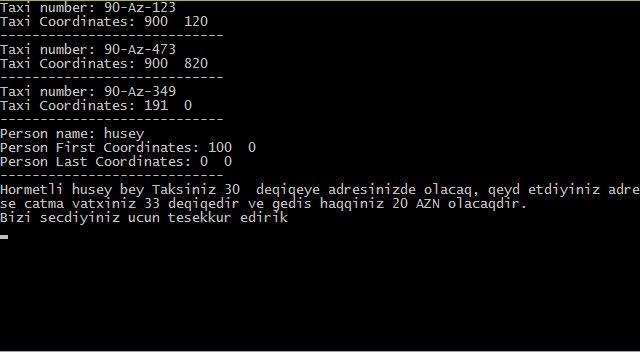 Taxi number: 90-Az-123
Taxi Coordinates: 900  120
----------------------------
Taxi number: 90-Az-473
Taxi Coordinates: 900  820
----------------------------
Taxi number: 90-Az-349
Taxi Coordinates: 191  0
----------------------------
Person name: husey
Person First Coordinates: 100  0
Person Last Coordinates: 0  0
----------------------------
Hormetli husey bey Taksiniz 30  deqiqeye adresinizde olacaq, qeyd etdiyiniz adre
se catma vatxiniz 33 deqiqedir ve gedis haqqiniz 20 AZN olacaqdir.
Bizi secdiyiniz ucun tesekkur edirik